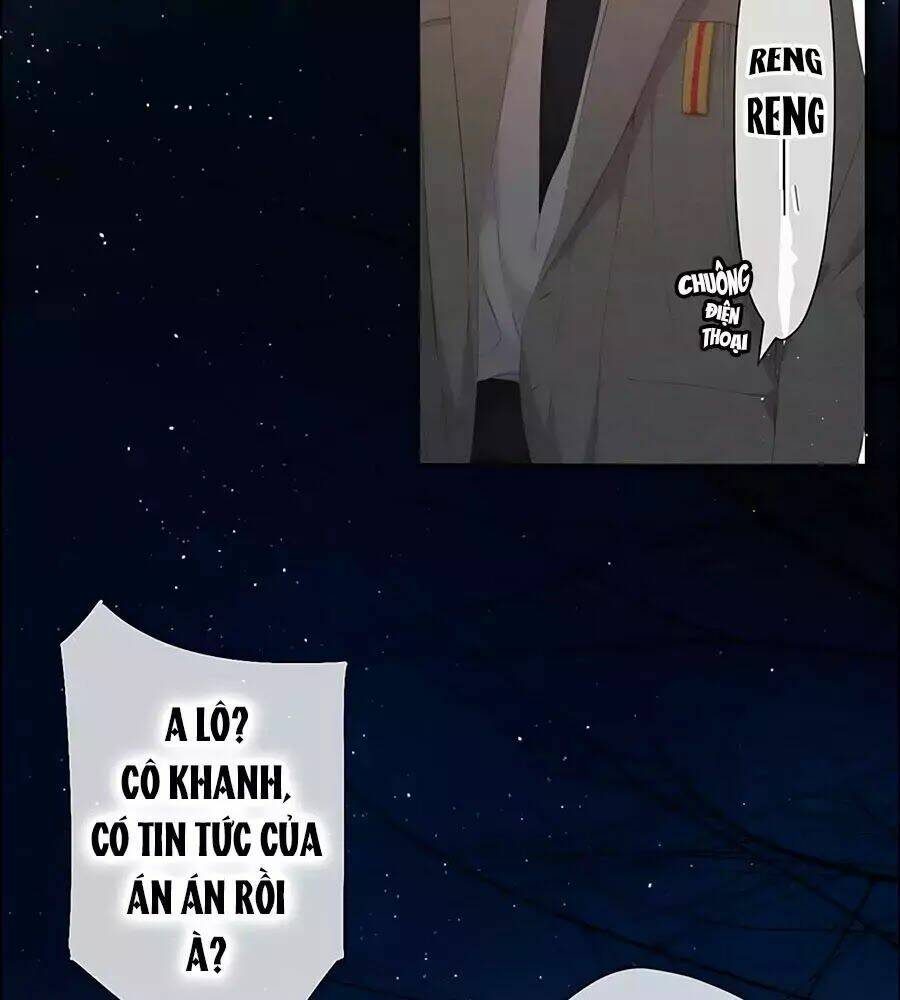 RENG
RENG
CHUÔNG
ĐIỆN
THOẠI
A LÔ?
CÔ KHANH,
CÓ TIN TỨC CỦA
ÁN ÁN RỒI
À?